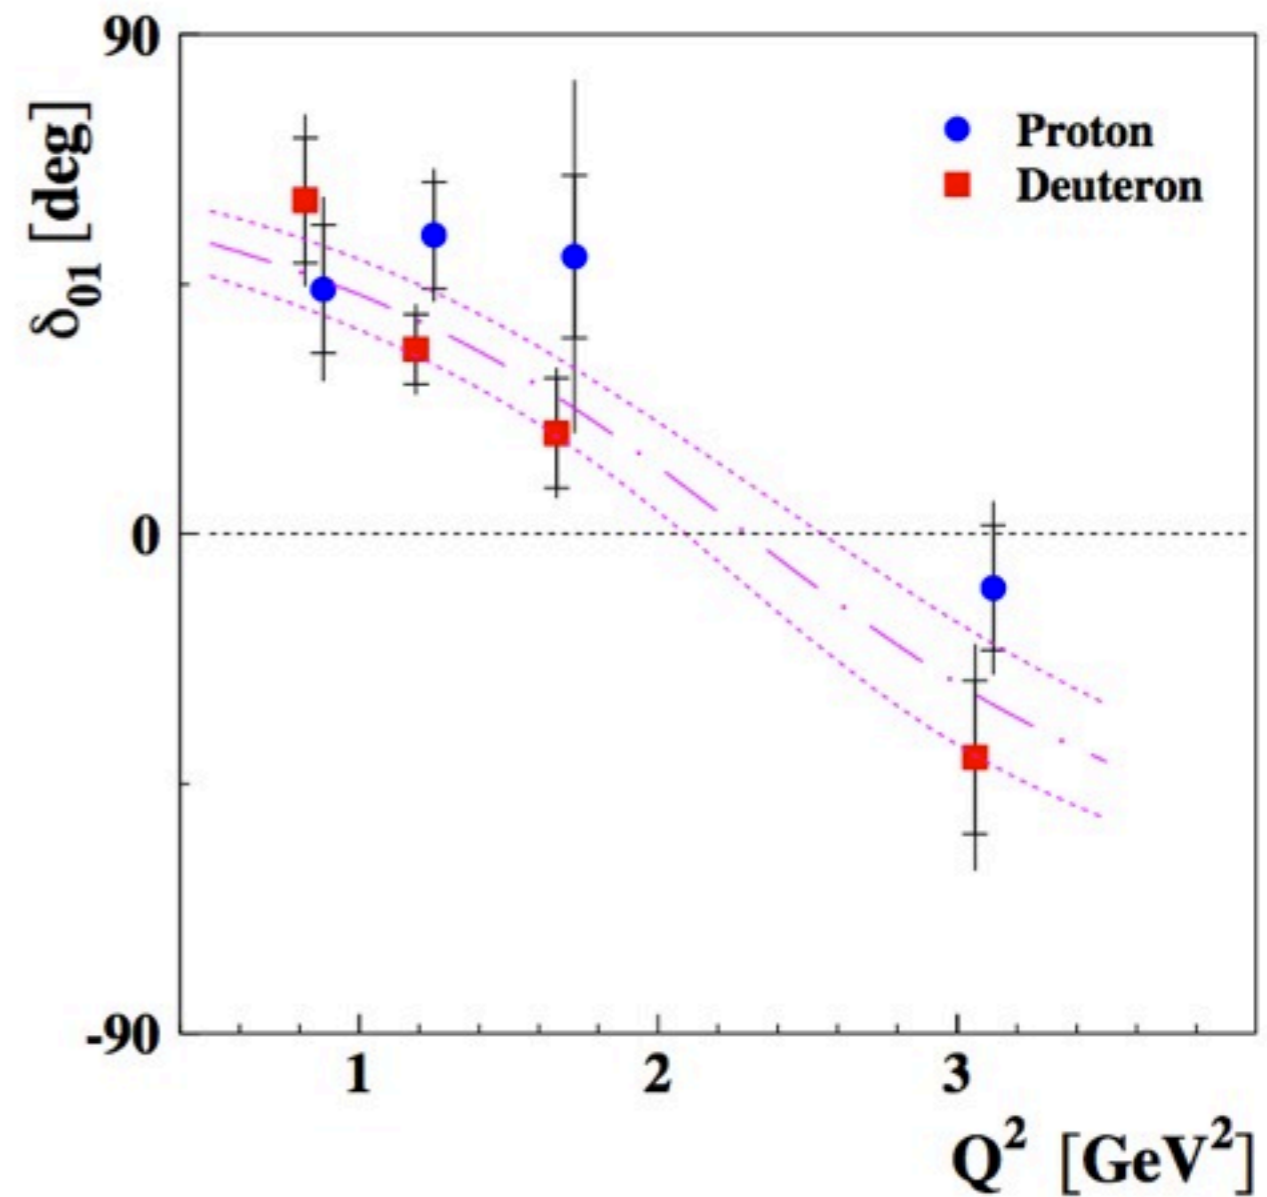 90
δ₀₁ [deg]
Proton
Deuteron
0
-90
1 2 3
Q² [GeV²]